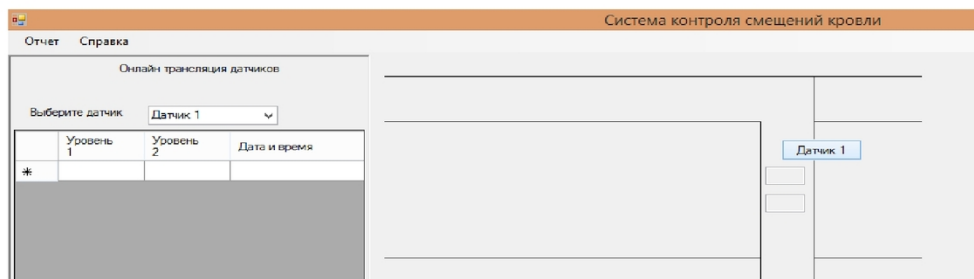 Система контроля смещений кровли
Отчет Справка
Онлайн трансляция датчиков
Выберите датчик Датчик 1
Уровень 1 Уровень 2 Дата и время
Датчик 1